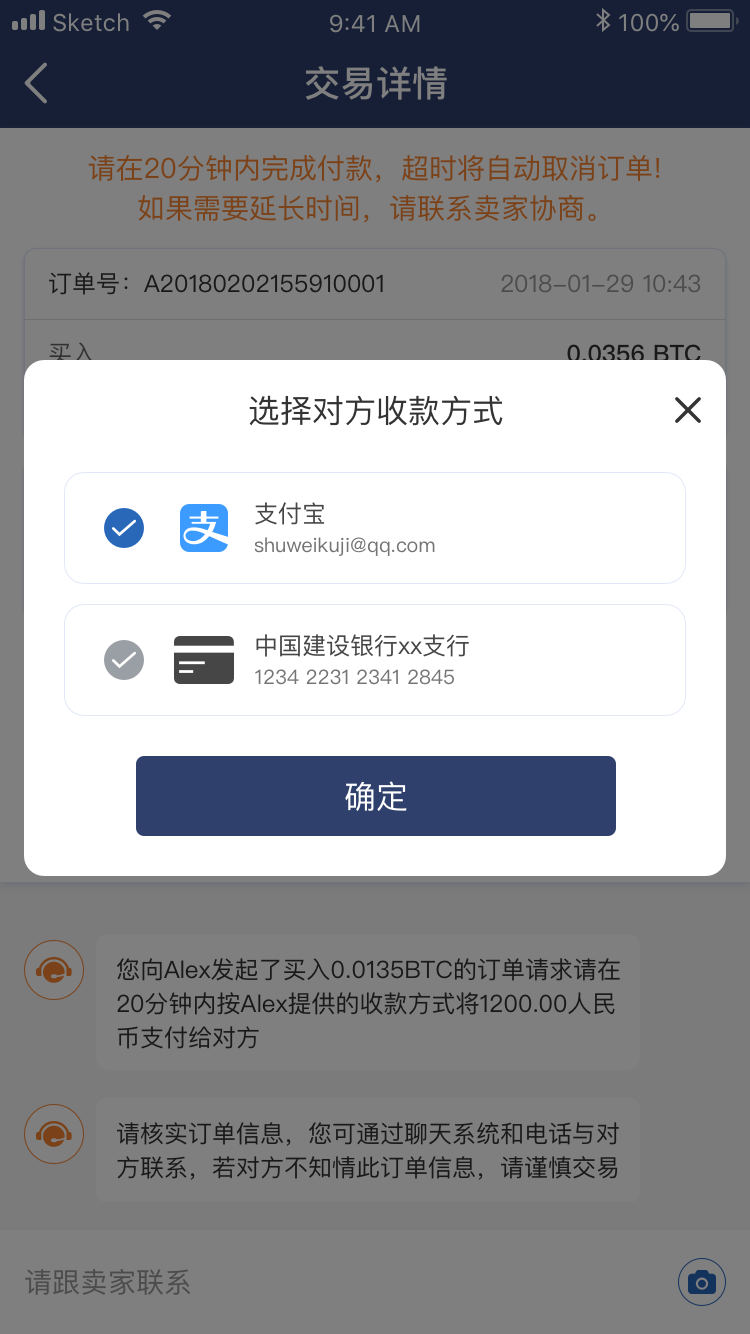 Sketch 9:41 AM 100%
交易详情
请在20分钟内完成付款，超时将自动取消订单!
如果需要延长时间，请联系卖家协商。
订单号：A20180202155910001 2018-01-29 10:43
买入 0.0356 BTC
选择对方收款方式
支 支付宝
shuweikuji@qq.com
中国建设银行xx支行
1234 2231 2341 2845
确定
您向Alex发起了买入0.0135BTC的订单请求请在
20分钟内按Alex提供的收款方式将1200.00人民
币支付给对方
请核实订单信息，您可通过聊天系统和电话与对
方联系，若对方不知情此订单信息，请谨慎交易
请跟卖家联系